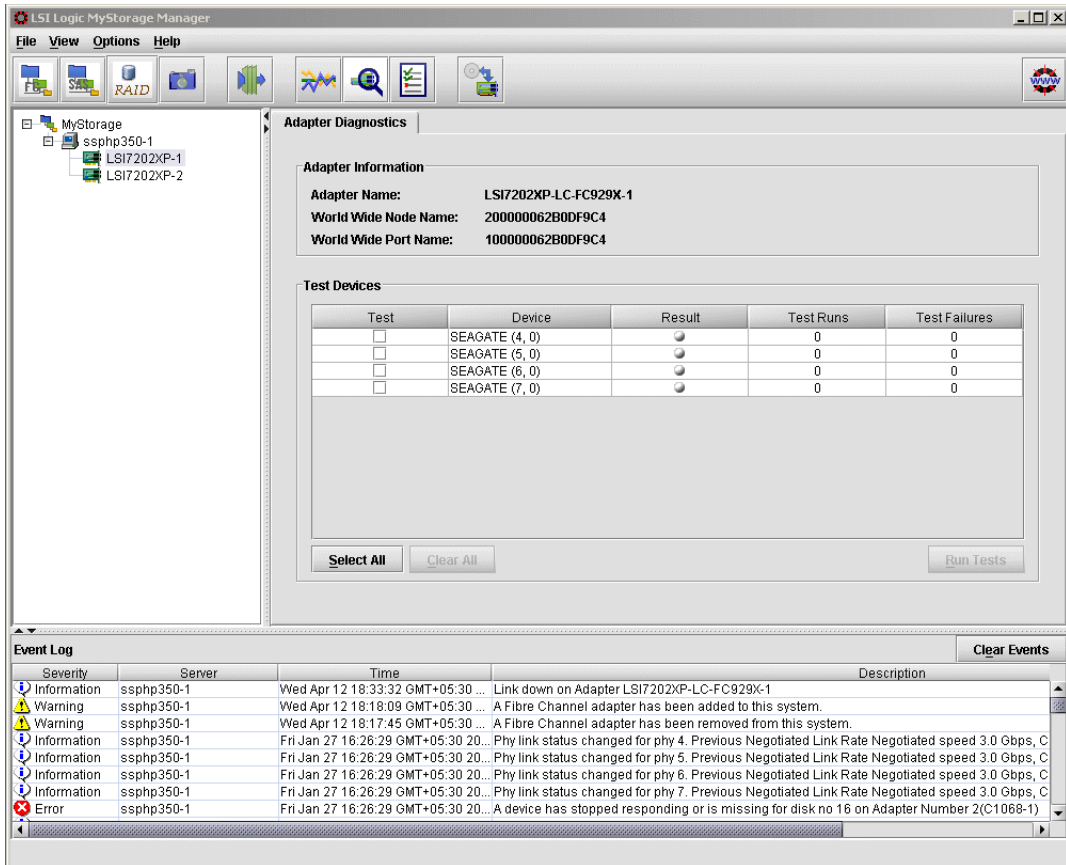 LSI Logic MyStorage Manager
File View Options Help
FC SAS RAID
www
MyStorage
ssphp350-1
LSI7202XP-1
LSI7202XP-2
Adapter Diagnostics
Adapter Information
Adapter Name: LSI7202XP-LC-FC929X-1
World Wide Node Name: 200000062B0DF9C4
World Wide Port Name: 100000062B0DF9C4
Test Devices
Test Device Result Test Runs Test Failures
SEAGATE (4, 0) 0 0
SEAGATE (5, 0) 0 0
SEAGATE (6, 0) 0 0
SEAGATE (7, 0) 0 0
Select All Clear All Run Tests
Event Log Clear Events
Severity Server Time Description
Information ssphp350-1 Wed Apr 12 18:33:32 GMT+05:30 ... Link down on Adapter LSI7202XP-LC-FC929X-1
Warning ssphp350-1 Wed Apr 12 18:18:09 GMT+05:30 ... A Fibre Channel adapter has been added to this system.
Warning ssphp350-1 Wed Apr 12 18:17:45 GMT+05:30 ... A Fibre Channel adapter has been removed from this system.
Information ssphp350-1 Fri Jan 27 16:26:29 GMT+05:30 20... Phy link status changed for phy 4. Previous Negotiated Link Rate Negotiated speed 3.0 Gbps, C
Information ssphp350-1 Fri Jan 27 16:26:29 GMT+05:30 20... Phy link status changed for phy 5. Previous Negotiated Link Rate Negotiated speed 3.0 Gbps, C
Information ssphp350-1 Fri Jan 27 16:26:29 GMT+05:30 20... Phy link status changed for phy 6. Previous Negotiated Link Rate Negotiated speed 3.0 Gbps, C
Information ssphp350-1 Fri Jan 27 16:26:29 GMT+05:30 20... Phy link status changed for phy 7. Previous Negotiated Link Rate Negotiated speed 3.0 Gbps, C
Error ssphp350-1 Fri Jan 27 16:26:29 GMT+05:30 20... A device has stopped responding or is missing for disk no 16 on Adapter Number 2(C1068-1)